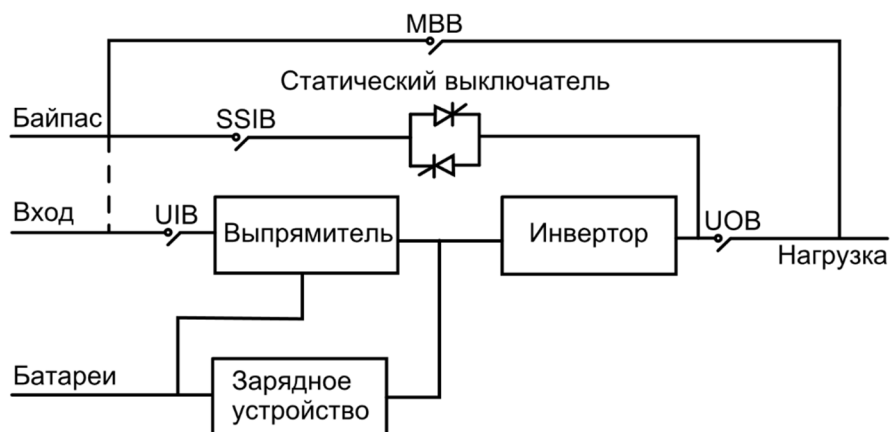 MBB
Статический выключатель
Байпас
SSIB
Вход
UIB
Выпрямитель
Инвертор
UOB
Нагрузка
Батареи
Зарядное
устройство